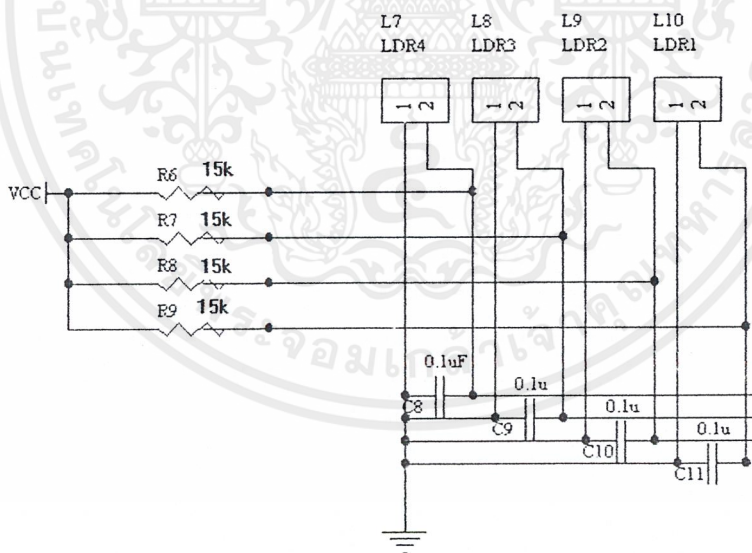 L7 L8 L9 L10
LDR4 LDR3 LDR2 LDR1
1 2 1 2 1 2 1 2
R6 15k
VCC
R7 15k
R8 15k
R9 15k
0.1uF
C8
0.1u
C9
0.1u
C10
0.1u
C11